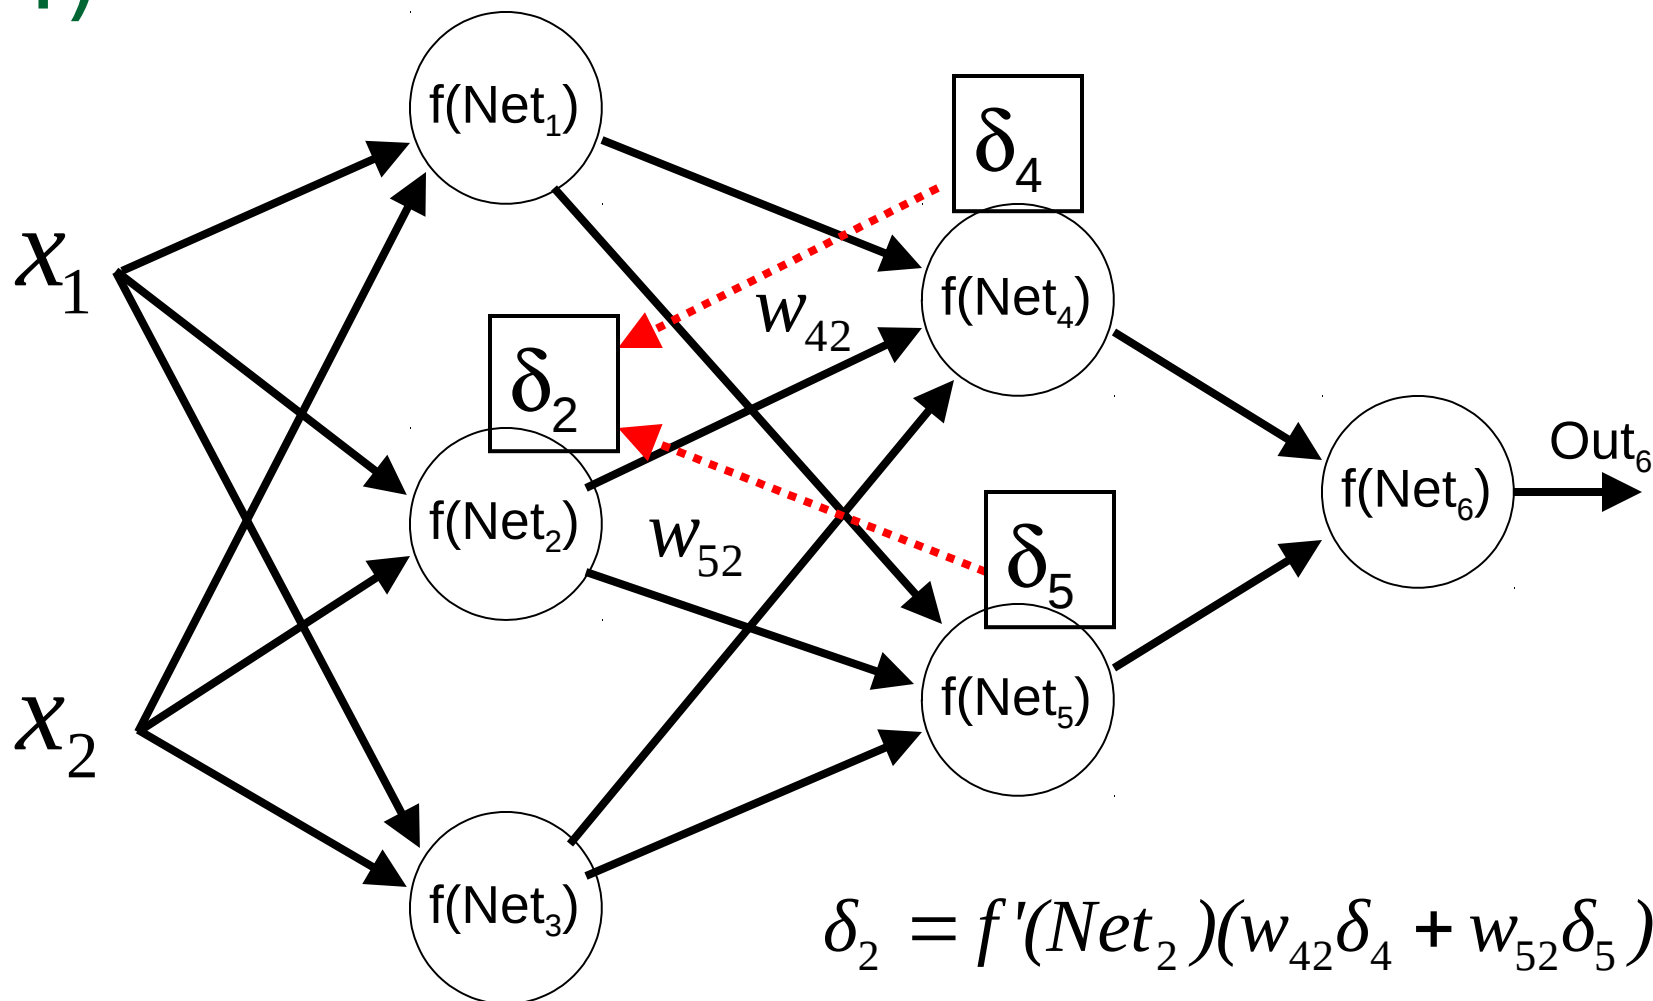 f(Net₁)
δ₄
x₁
f(Net₄)
w₄₂
δ₂
Out₆
f(Net₆)
f(Net₂)
w₅₂
δ₅
x₂
f(Net₅)
f(Net₃)
δ₂ = f '(Net₂)(w₄₂δ₄ + w₅₂δ₅)